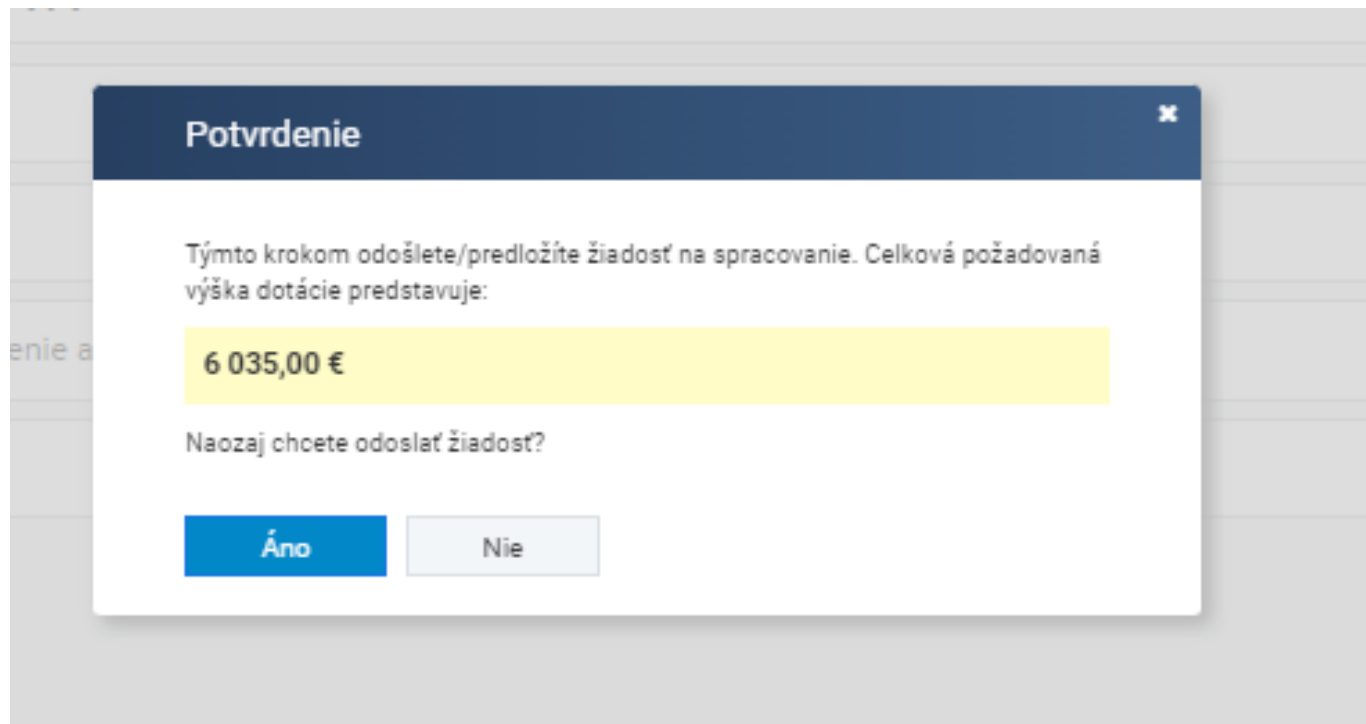 Potvrdenie
Týmto krokom odošlete/predložíte žiadosť na spracovanie. Celková požadovaná
výška dotácie predstavuje:
enie a
6 035,00 €
Naozaj chcete odoslať žiadosť?
Áno Nie